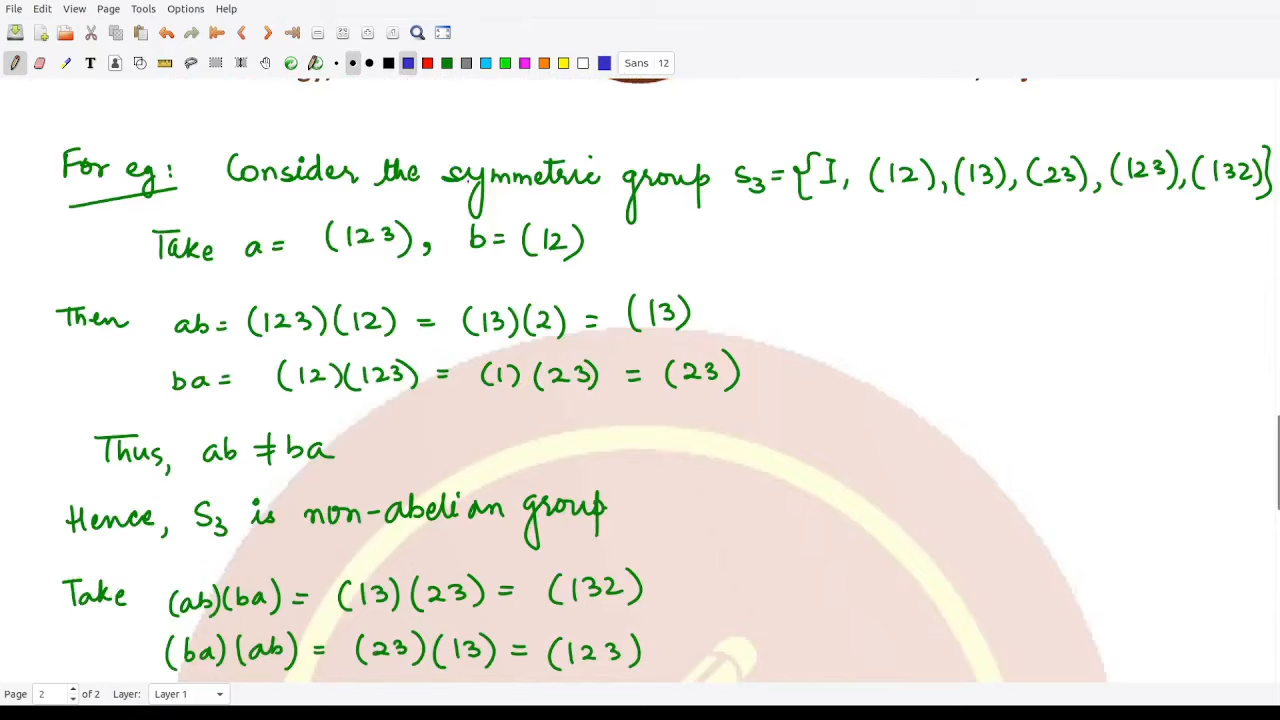 File Edit View Page Tools Options Help
Sans 12
For eg: Consider the symmetric group S₃ = {I, (12), (13), (23), (123), (132)}
Take a = (123), b = (12)
Then ab = (123)(12) = (13)(2) = (13)
ba = (12)(123) = (1)(23) = (23)
Thus, ab ≠ ba
Hence, S₃ is non-abelian group
Take (ab)(ba) = (13)(23) = (132)
(ba)(ab) = (23)(13) = (123)
Page 2 of 2 Layer: Layer 1